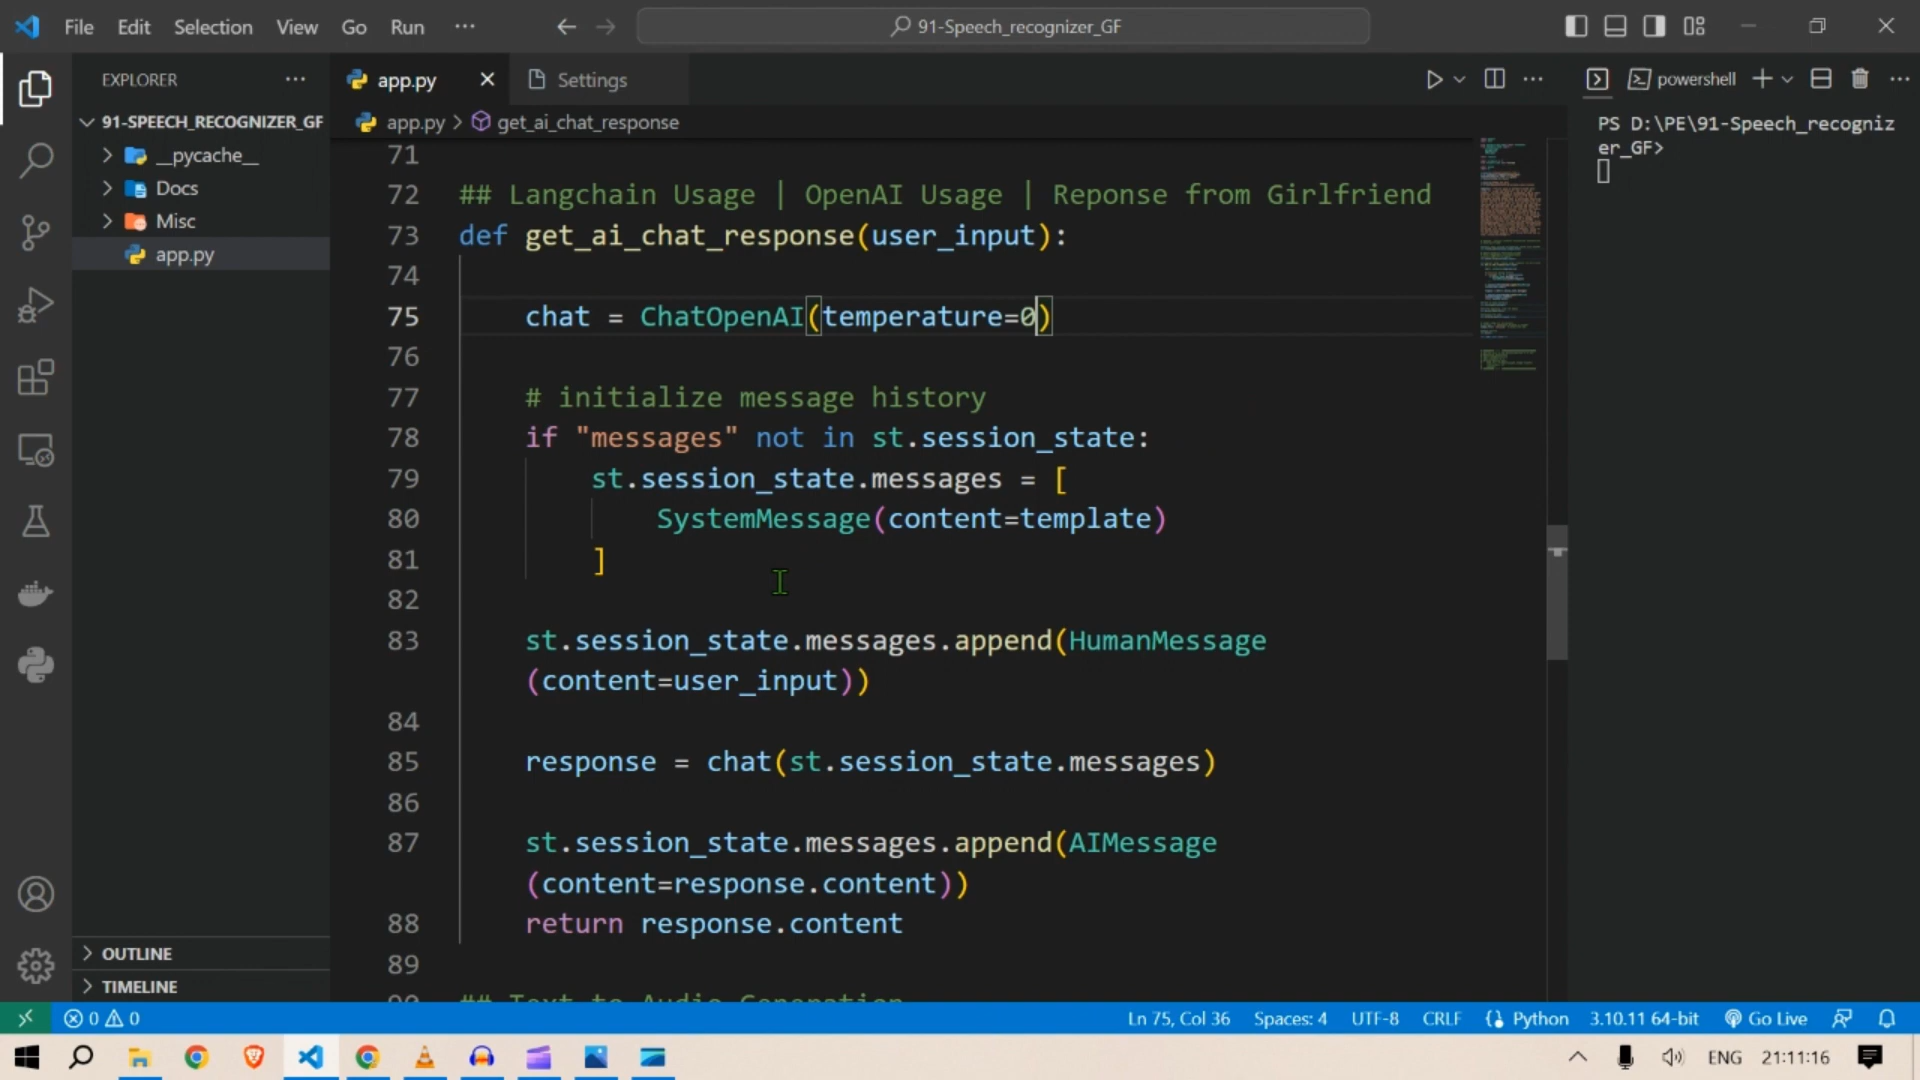 File Edit Selection View Go Run ··· 91-Speech_recognizer_GF
EXPLORER ···
91-SPEECH_RECOGNIZER_GF
__pycache__
Docs
Misc
app.py
app.py Settings
app.py > get_ai_chat_response
71
72 ## Langchain Usage | OpenAI Usage | Reponse from Girlfriend
73 def get_ai_chat_response(user_input):
74
75 chat = ChatOpenAI(temperature=0)
76
77 # initialize message history
78 if "messages" not in st.session_state:
79 st.session_state.messages = [
80 SystemMessage(content=template)
81 ]
82
83 st.session_state.messages.append(HumanMessage
(content=user_input))
84
85 response = chat(st.session_state.messages)
86
87 st.session_state.messages.append(AIMessage
(content=response.content))
88 return response.content
89
90 ## Text to Audio Generation
powershell
PS D:\PE\91-Speech_recogniz
er_GF>
OUTLINE
TIMELINE
0 0 Ln 75, Col 36 Spaces: 4 UTF-8 CRLF Python 3.10.11 64-bit Go Live
ENG 21:11:16